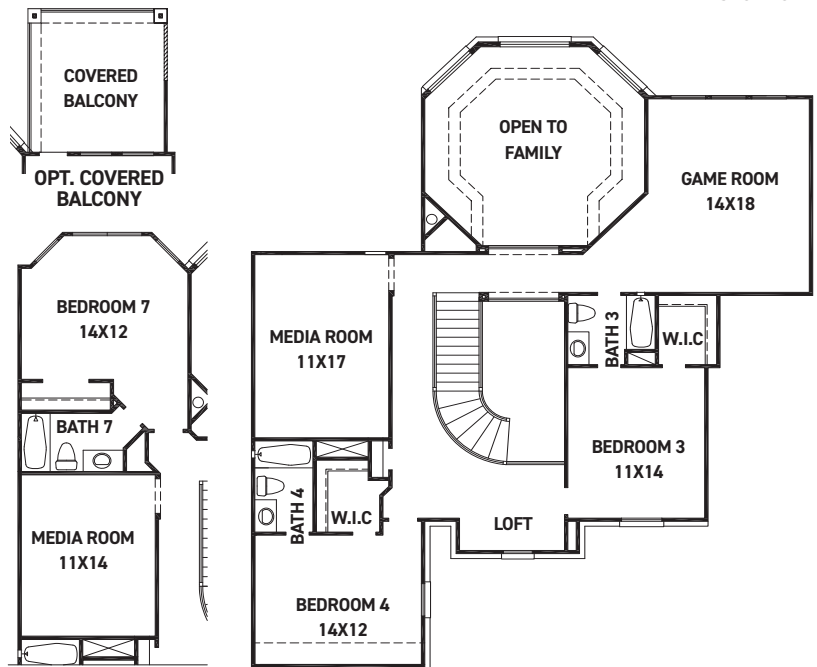 COVERED
BALCONY
OPT. COVERED
BALCONY
BEDROOM 7
14X12
BATH 7
MEDIA ROOM
11X14
OPEN TO
FAMILY
GAME ROOM
14X18
MEDIA ROOM
11X17
BATH 3
W.I.C
BEDROOM 3
11X14
BATH 4
W.I.C
LOFT
BEDROOM 4
14X12